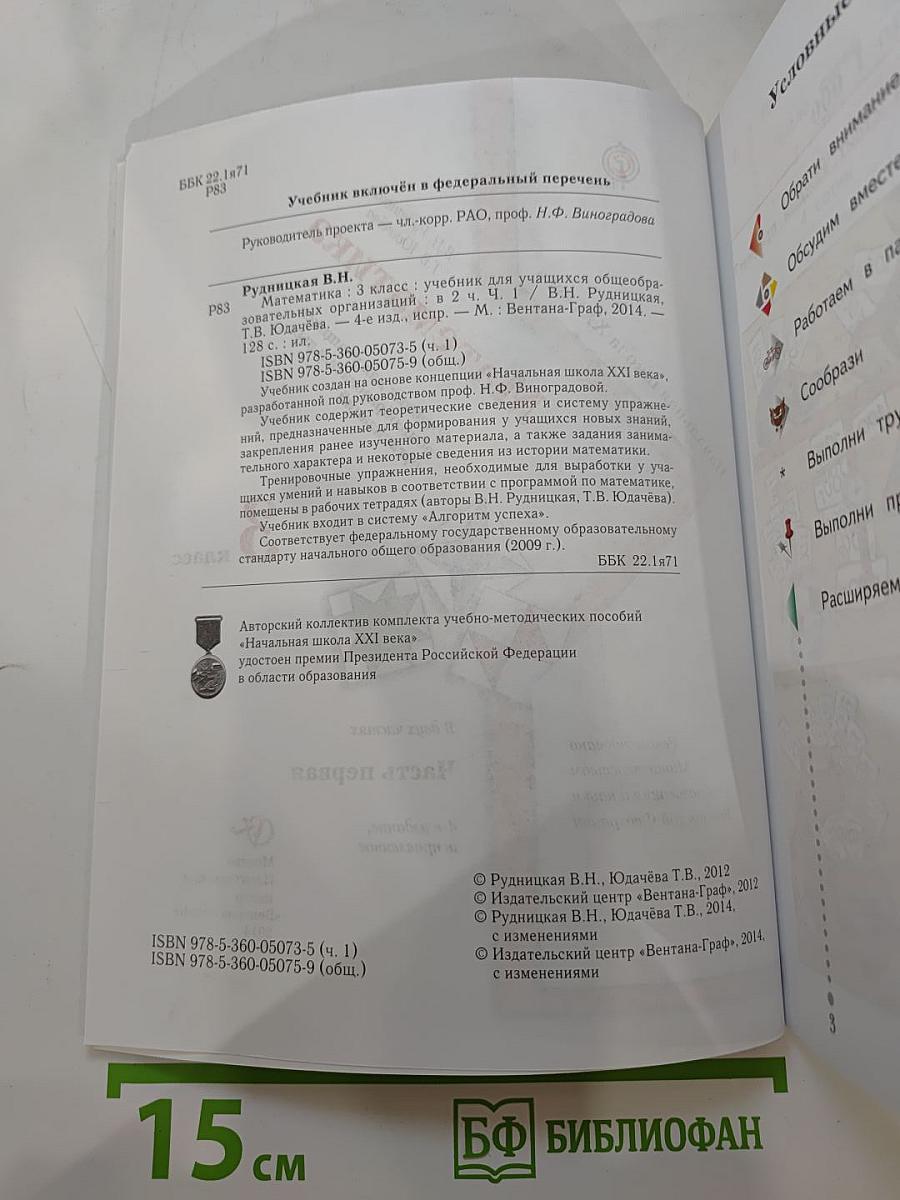 ББК 22.1я71
Р83
Учебник включён в федеральный перечень
Руководитель проекта — чл.-корр. РАО, проф. Н.Ф. Виноградова
Рудницкая В.Н.
Р83
Математика : 3 класс : учебник для учащихся общеобра-
зовательных организаций : в 2 ч. Ч. 1 / В.Н. Рудницкая,
Т.В. Юдачёва. — 4-е изд., испр. — М. : Вентана-Граф, 2014. —
128 с. : ил.
ISBN 978-5-360-05073-5 (ч. 1)
ISBN 978-5-360-05075-9 (общ.)
Учебник создан на основе концепции «Начальная школа XXI века»,
разработанной под руководством проф. Н.Ф. Виноградовой.
Учебник содержит теоретические сведения и систему упражне-
ний, предназначенные для формирования у учащихся новых знаний,
закрепления ранее изученного материала, а также задания занима-
тельного характера и некоторые сведения из истории математики.
Тренировочные упражнения, необходимые для выработки у уча-
щихся умений и навыков в соответствии с программой по математике,
помещены в рабочих тетрадях (авторы В.Н. Рудницкая, Т.В. Юдачёва).
Учебник входит в систему «Алгоритм успеха».
Соответствует федеральному государственному образовательному
стандарту начального общего образования (2009 г.).
ББК 22.1я71
Авторский коллектив комплекта учебно-методических пособий
«Начальная школа XXI века»
удостоен премии Президента Российской Федерации
в области образования
© Рудницкая В.Н., Юдачёва Т.В., 2012
© Издательский центр «Вентана-Граф», 2012
© Рудницкая В.Н., Юдачёва Т.В., 2014,
с изменениями
© Издательский центр «Вентана-Граф», 2014,
с изменениями
ISBN 978-5-360-05073-5 (ч. 1)
ISBN 978-5-360-05075-9 (общ.)
Обрати внимание
Обсудим вместе
Работаем в
Сообрази
* Выполни
Выполни
Расширяем
3
15 см
БФ БИБЛИОФАН